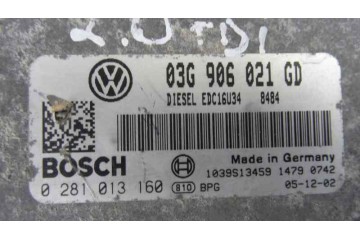 2.0 TDI
03G 906 021 GD
DIESEL EDC16U34 8484
BOSCH
Made in Germany
1039S13459 1479 0742
0 281 013 160 810 BPG 05-12-02